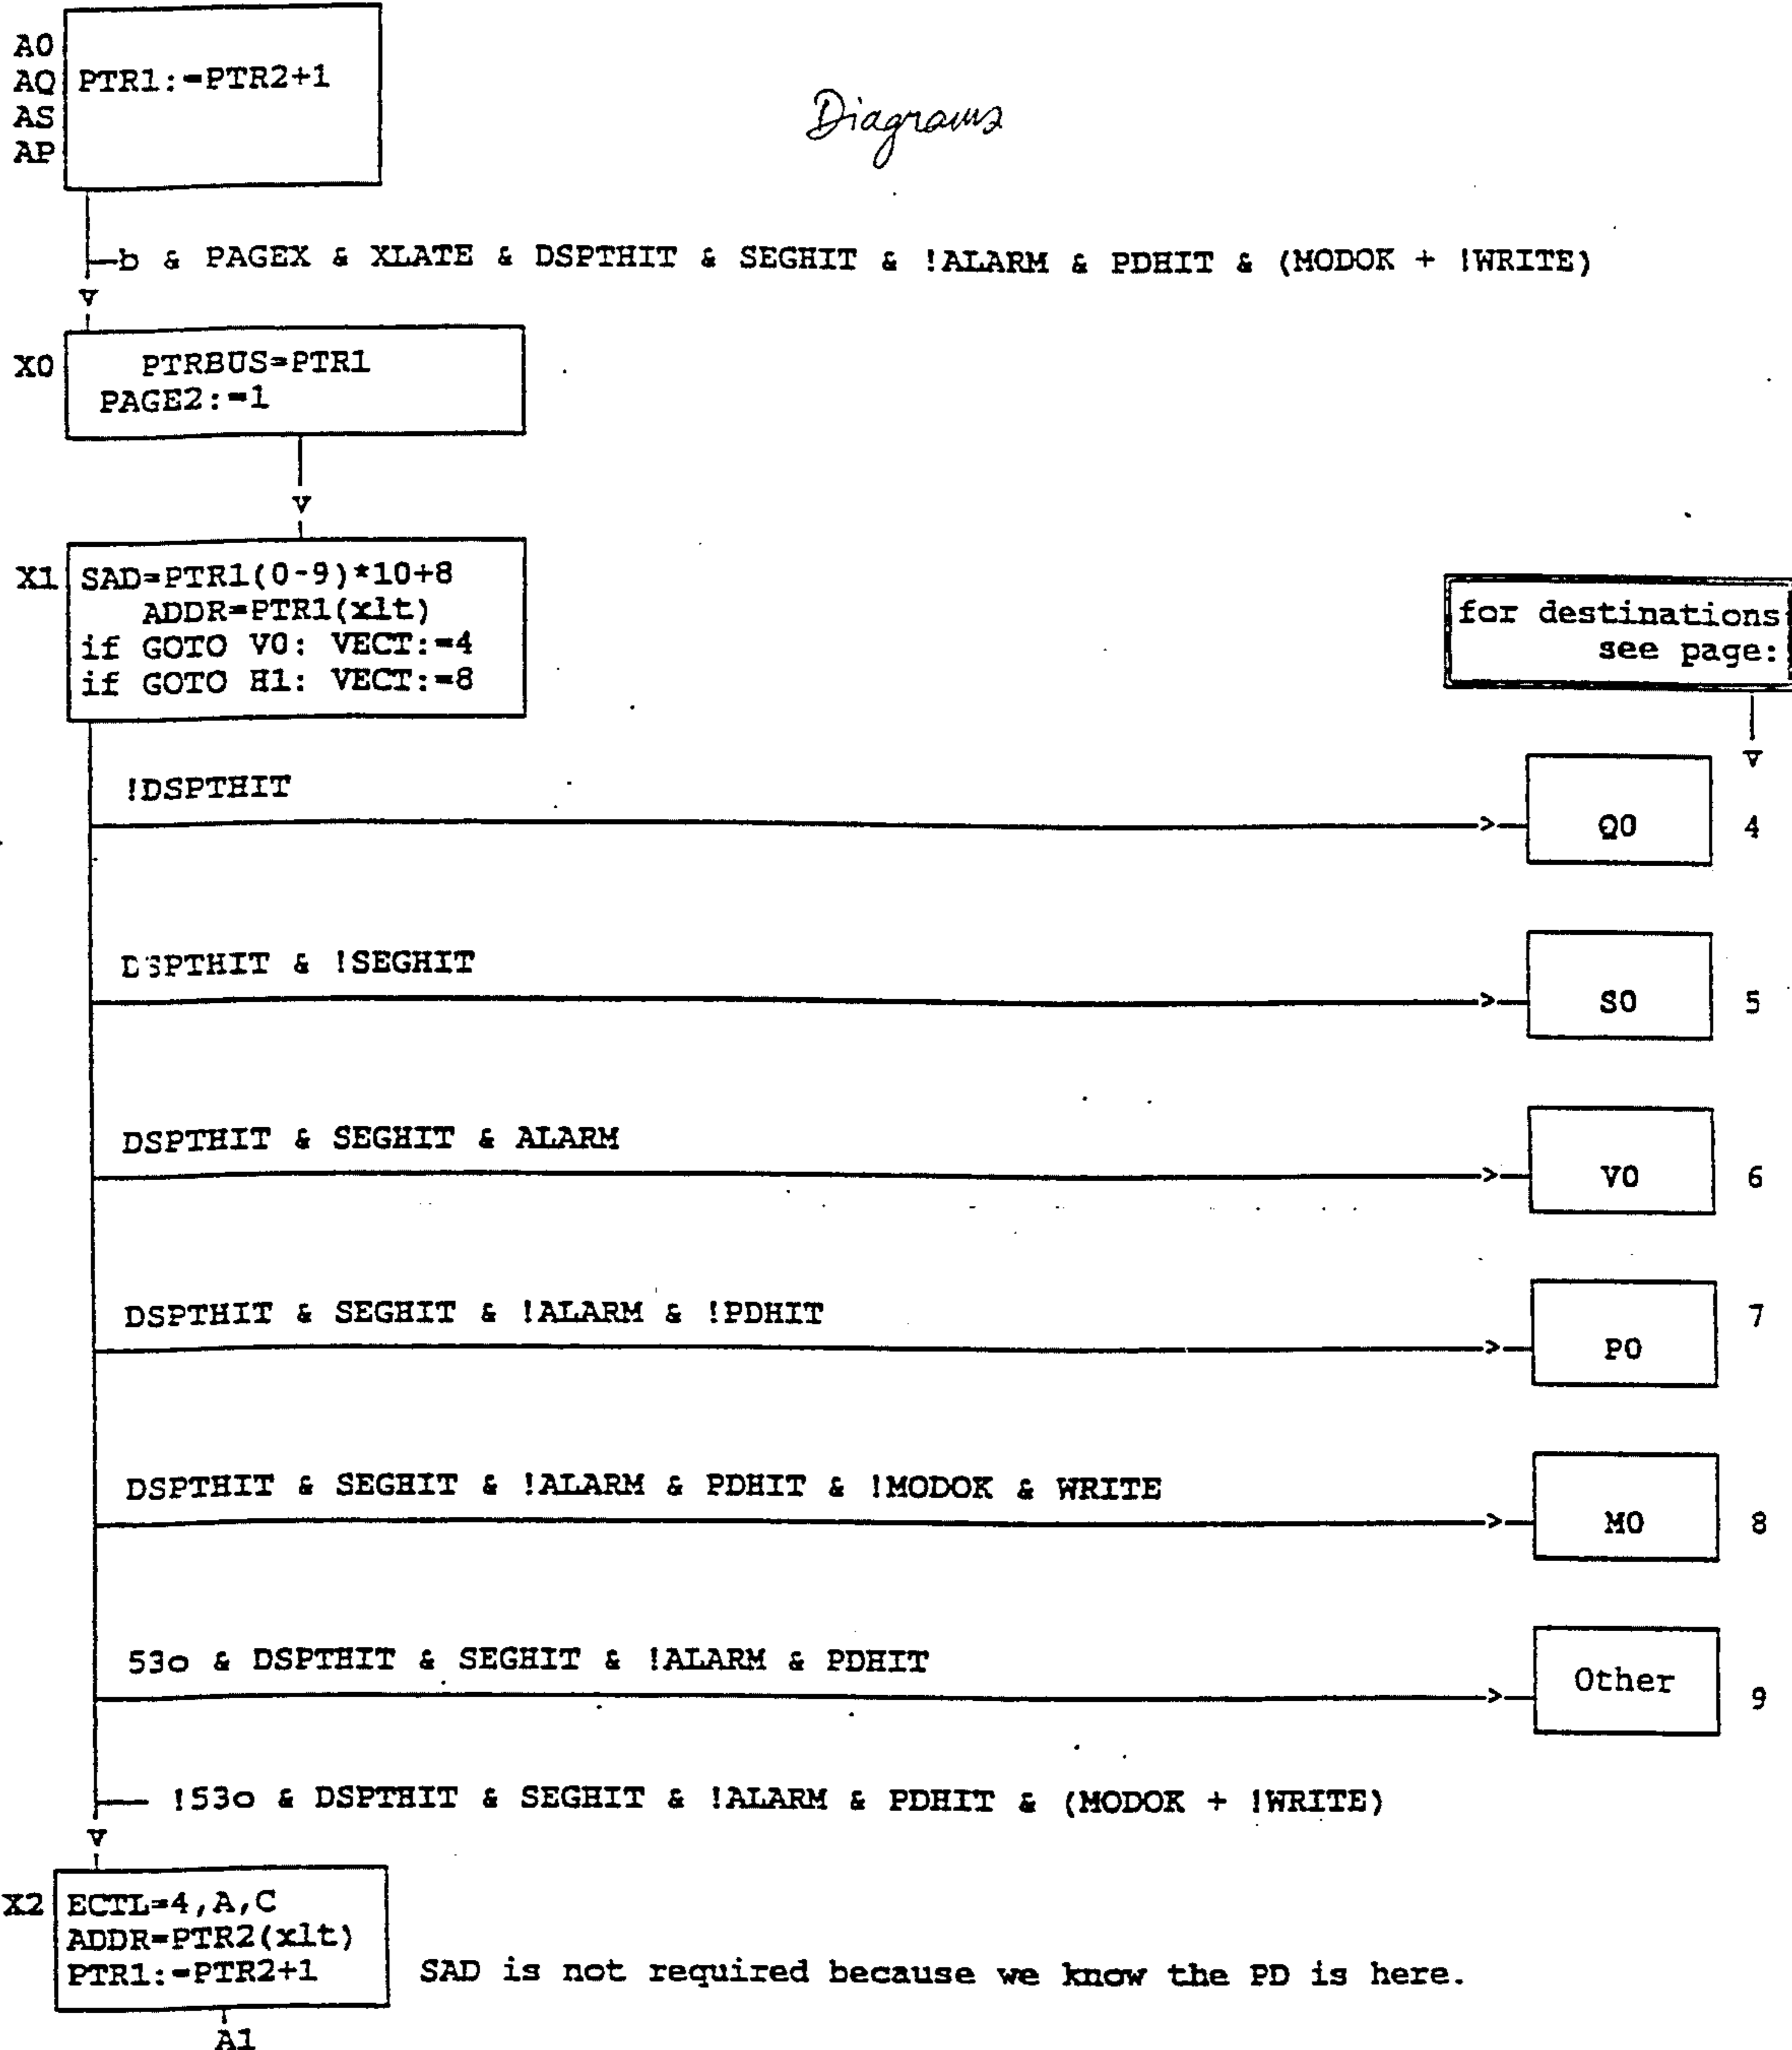 A0
AQ PTR1:=PTR2+1
AS
AP
Diagrams
b & PAGEX & XLATE & DSPTHIT & SEGHIT & !ALARM & PDHIT & (MODOK + !WRITE)
v
X0 PTRBUS=PTR1
PAGE2:=1
v
X1 SAD=PTR1(0-9)*10+8
ADDR=PTR1(xlt)
if GOTO V0: VECT:=4
if GOTO H1: VECT:=8
for destinations
see page:
v
!DSPTHIT
> Q0 4
DSPTHIT & !SEGHIT
> S0 5
DSPTHIT & SEGHIT & ALARM
> V0 6
DSPTHIT & SEGHIT & !ALARM & !PDHIT
> P0 7
DSPTHIT & SEGHIT & !ALARM & PDHIT & !MODOK & WRITE
> M0 8
53o & DSPTHIT & SEGHIT & !ALARM & PDHIT
> Other 9
!53o & DSPTHIT & SEGHIT & !ALARM & PDHIT & (MODOK + !WRITE)
v
X2 ECTL=4,A,C
ADDR=PTR2(xlt)
PTR1:=PTR2+1 SAD is not required because we know the PD is here.
A1